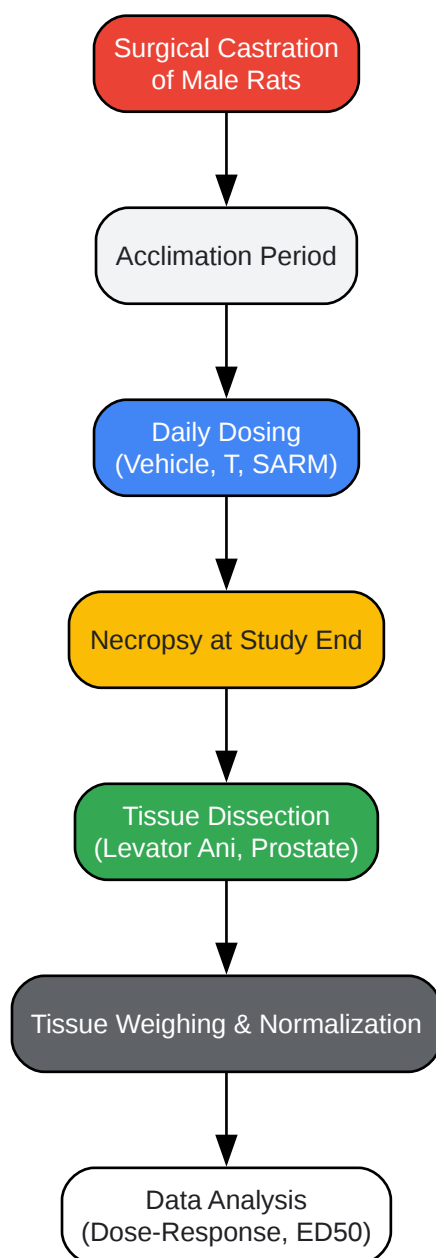 Surgical Castration
of Male Rats
Acclimation Period
Daily Dosing
(Vehicle, T, SARM)
Necropsy at Study End
Tissue Dissection
(Levator Ani, Prostate)
Tissue Weighing & Normalization
Data Analysis
(Dose-Response, ED50)